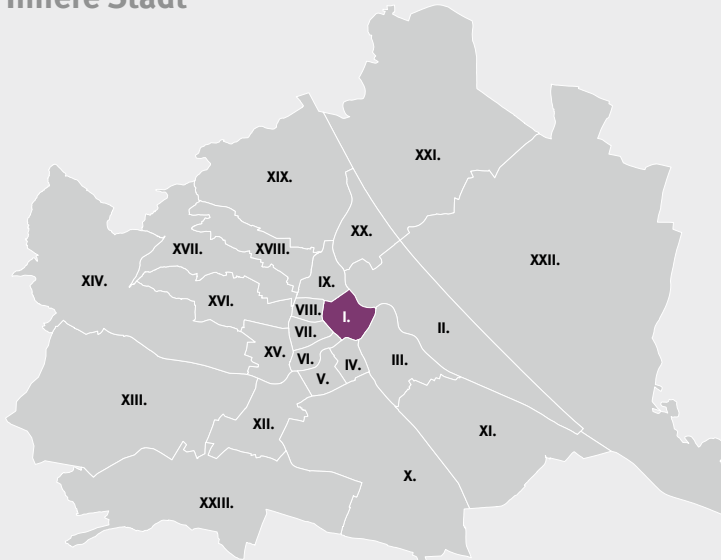 Innere Stadt
XXI.
XIX.
XX.
XVII.
XVIII.
XXII.
XIV.
IX.
XVI.
VIII.
I.
II.
VII.
XV.
VI.
IV.
III.
V.
XIII.
XII.
XI.
X.
XXIII.